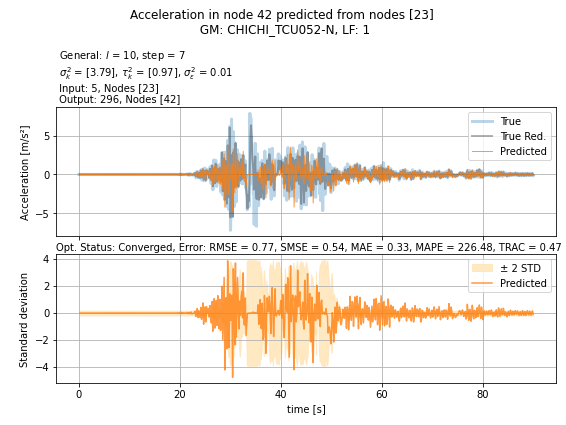 Acceleration in node 42 predicted from nodes [23]
GM: CHICHI_TCU052-N, LF: 1
General: l = 10, step = 7
σ²ₖ = [3.79], τ²ₖ = [0.97], σ²ε = 0.01
Input: 5, Nodes [23]
Output: 296, Nodes [42]
Acceleration [m/s²]
5
0
−5
True
True Red.
Predicted
Opt. Status: Converged, Error: RMSE = 0.77, SMSE = 0.54, MAE = 0.33, MAPE = 226.48, TRAC = 0.47
Standard deviation
4
2
0
−2
−4
± 2 STD
Predicted
0 20 40 60 80
time [s]